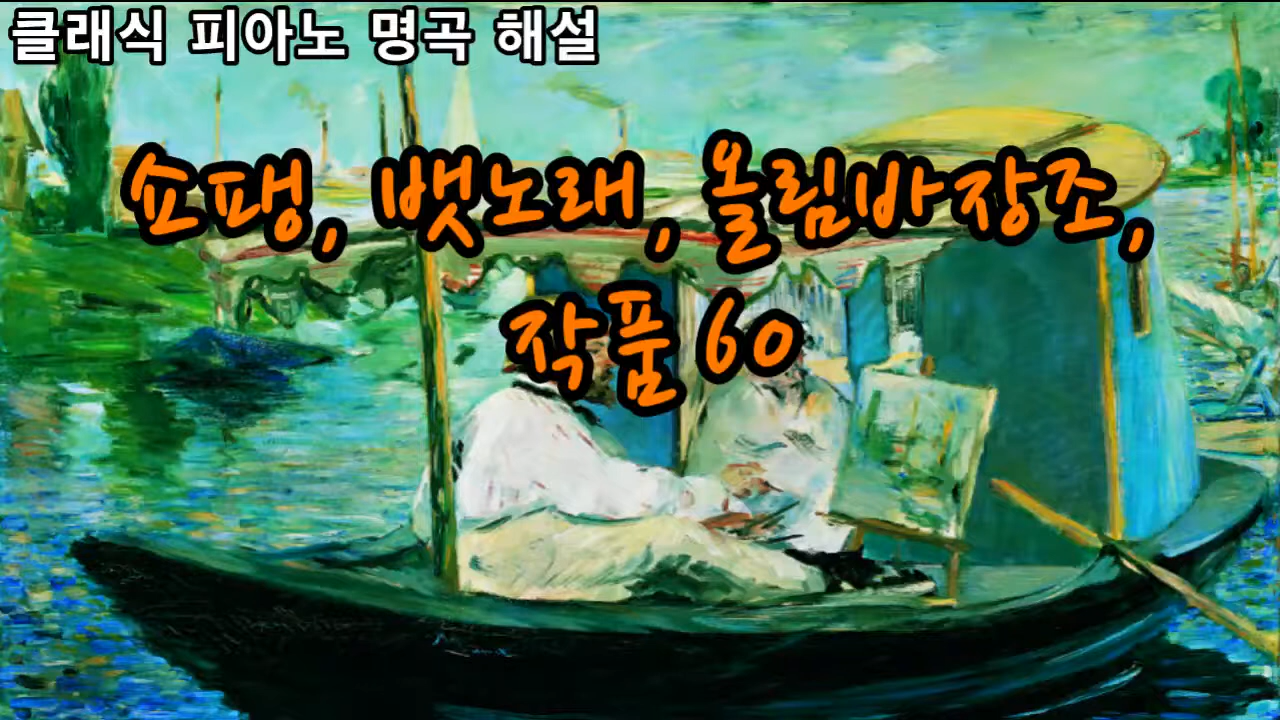 클래식 피아노 명곡 해설
쇼팽, 뱃노래, 올림바장조,
작품 60